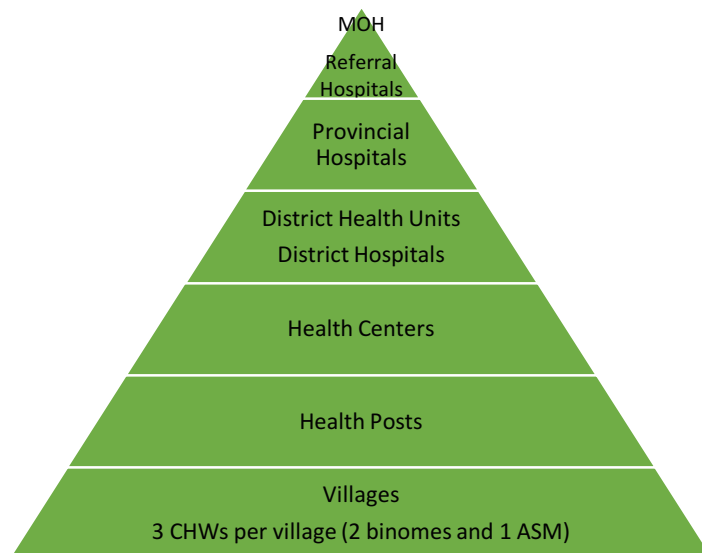 MOH
Referral
Hospitals
Provincial
Hospitals
District Health Units
District Hospitals
Health Centers
Health Posts
Villages
3 CHWs per village (2 binomes and 1 ASM)